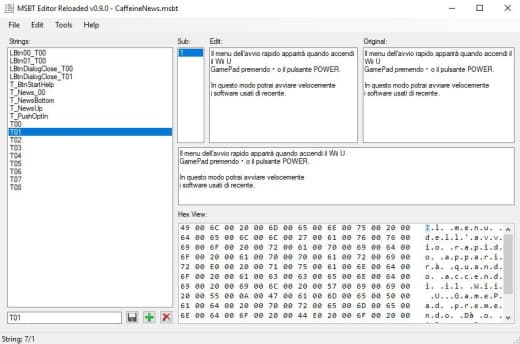 MSBT Editor Reloaded v0.9.0 - CaffeineNews.msbt
File Edit Tools Help
Strings:
LBtn00_T00
LBtn01_T00
LBtnDialogClose_T00
LBtnDialogClose_T01
T_BtnStartHelp
T_News_00
T_NewsBottom
T_NewsUp
T_PushOptIn
T00
T01
T02
T03
T04
T05
T06
T07
T08
T01
Sub:
1
Edit:
Il menu dell'avvio rapido apparirà quando accendi il
Wii U
GamePad premendo • o il pulsante POWER.
In questo modo potrai avviare velocemente
i software usati di recente.
Original:
Il menu dell'avvio rapido apparirà quando accendi il
Wii U
GamePad premendo • o il pulsante POWER.
In questo modo potrai avviare velocemente
i software usati di recente.
Il menu dell'avvio rapido apparirà quando accendi il Wii U
GamePad premendo • o il pulsante POWER.
In questo modo potrai avviare velocemente
i software usati di recente.
Hex View:
49 00 6C 00 20 00 6D 00 65 00 6E 00 75 00 20 00 I.l. .m.e.n.u. .
64 00 65 00 6C 00 6C 00 27 00 61 00 76 00 76 00 d.e.l.l.'.a.v.v.
69 00 6F 00 20 00 72 00 61 00 70 00 69 00 64 00 i.o. .r.a.p.i.d.
6F 00 20 00 61 00 70 00 70 00 61 00 72 00 69 00 o. .a.p.p.a.r.i.
72 00 E0 00 20 00 71 00 75 00 61 00 6E 00 64 00 r.à. .q.u.a.n.d.
6F 00 20 00 61 00 63 00 63 00 65 00 6E 00 64 00 o. .a.c.c.e.n.d.
69 00 20 00 69 00 6C 00 20 00 57 00 69 00 69 00 i. .i.l. .W.i.i.
20 00 55 00 0A 00 47 00 61 00 6D 00 65 00 50 00 .U...G.a.m.e.P.
61 00 64 00 20 00 70 00 72 00 65 00 6D 00 65 00 a.d. .p.r.e.m.e.
6E 00 64 00 6F 00 20 00 44 E0 20 00 6F 00 20 00 n.d.o. .Dà .o. .
String: 7/1